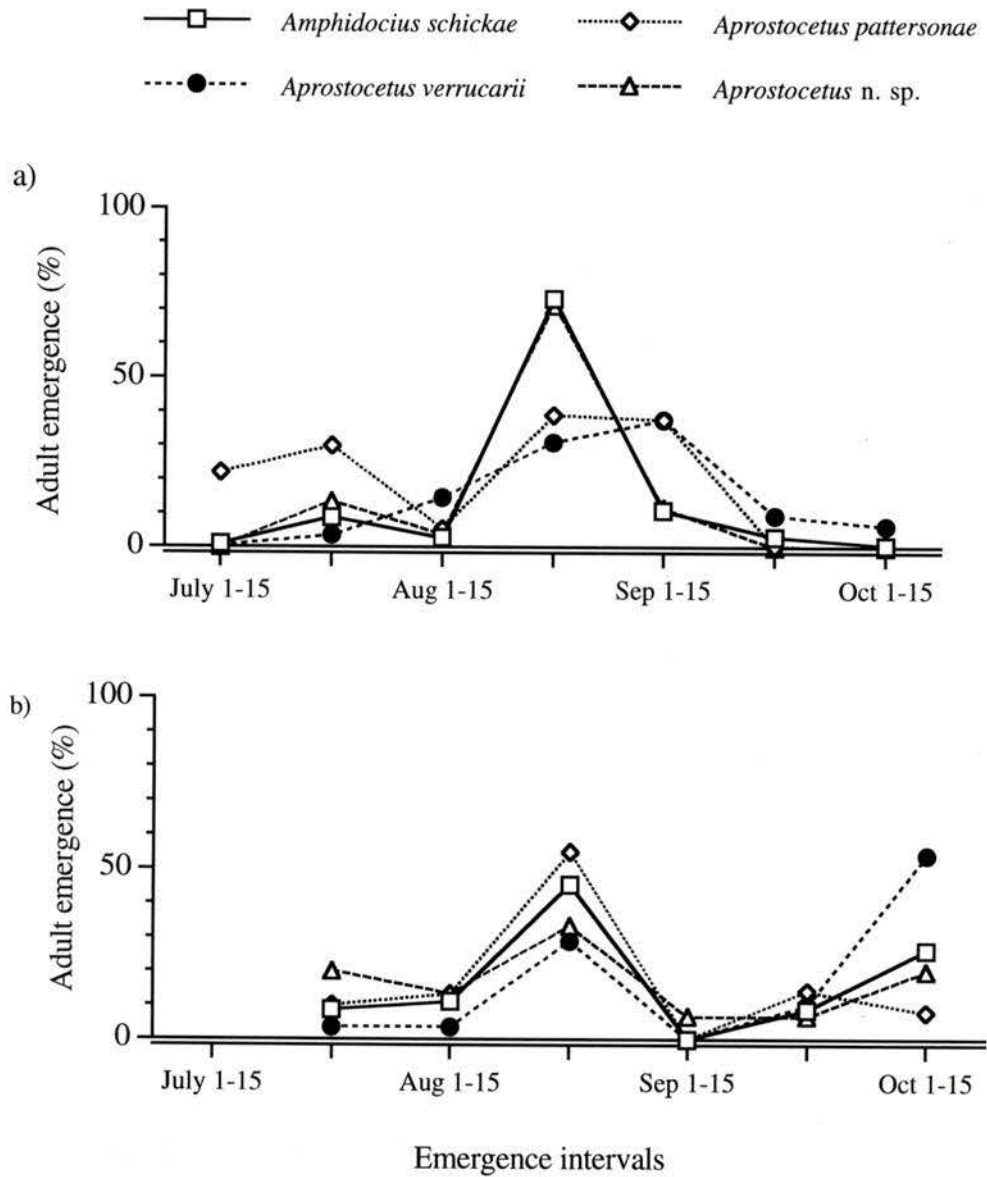 Amphidocius schickae
Aprostocetus pattersonae
Aprostocetus verrucarii
Aprostocetus n. sp.
a)
100
50
0
Adult emergence (%)
July 1-15
Aug 1-15
Sep 1-15
Oct 1-15
b)
100
50
0
Adult emergence (%)
July 1-15
Aug 1-15
Sep 1-15
Oct 1-15
Emergence intervals